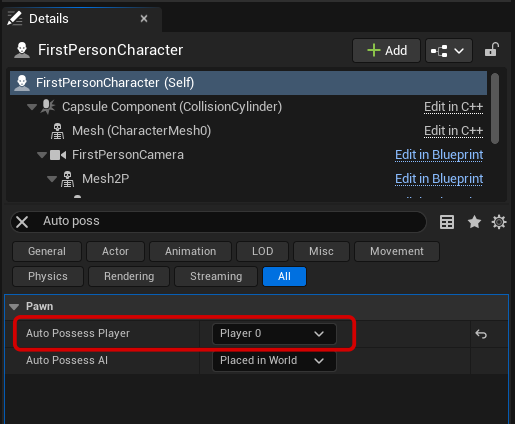 Details
FirstPersonCharacter
Add
FirstPersonCharacter (Self)
Capsule Component (CollisionCylinder) Edit in C++
Mesh (CharacterMesh0) Edit in C++
FirstPersonCamera Edit in Blueprint
Mesh2P Edit in Blueprint
Auto poss
General Actor Animation LOD Misc Movement
Physics Rendering Streaming All
Pawn
Auto Possess Player Player 0
Auto Possess AI Placed in World